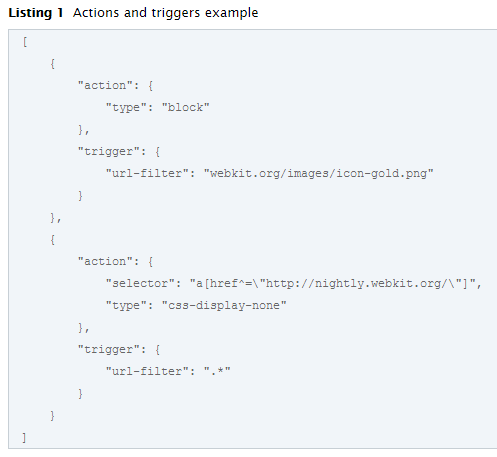 Listing 1 Actions and triggers example
[
    {
        "action": {
            "type": "block"
        },
        "trigger": {
            "url-filter": "webkit.org/images/icon-gold.png"
        }
    },
    {
        "action": {
            "selector": "a[href^=\"http://nightly.webkit.org/\"]",
            "type": "css-display-none"
        },
        "trigger": {
            "url-filter": ".*"
        }
    }
]